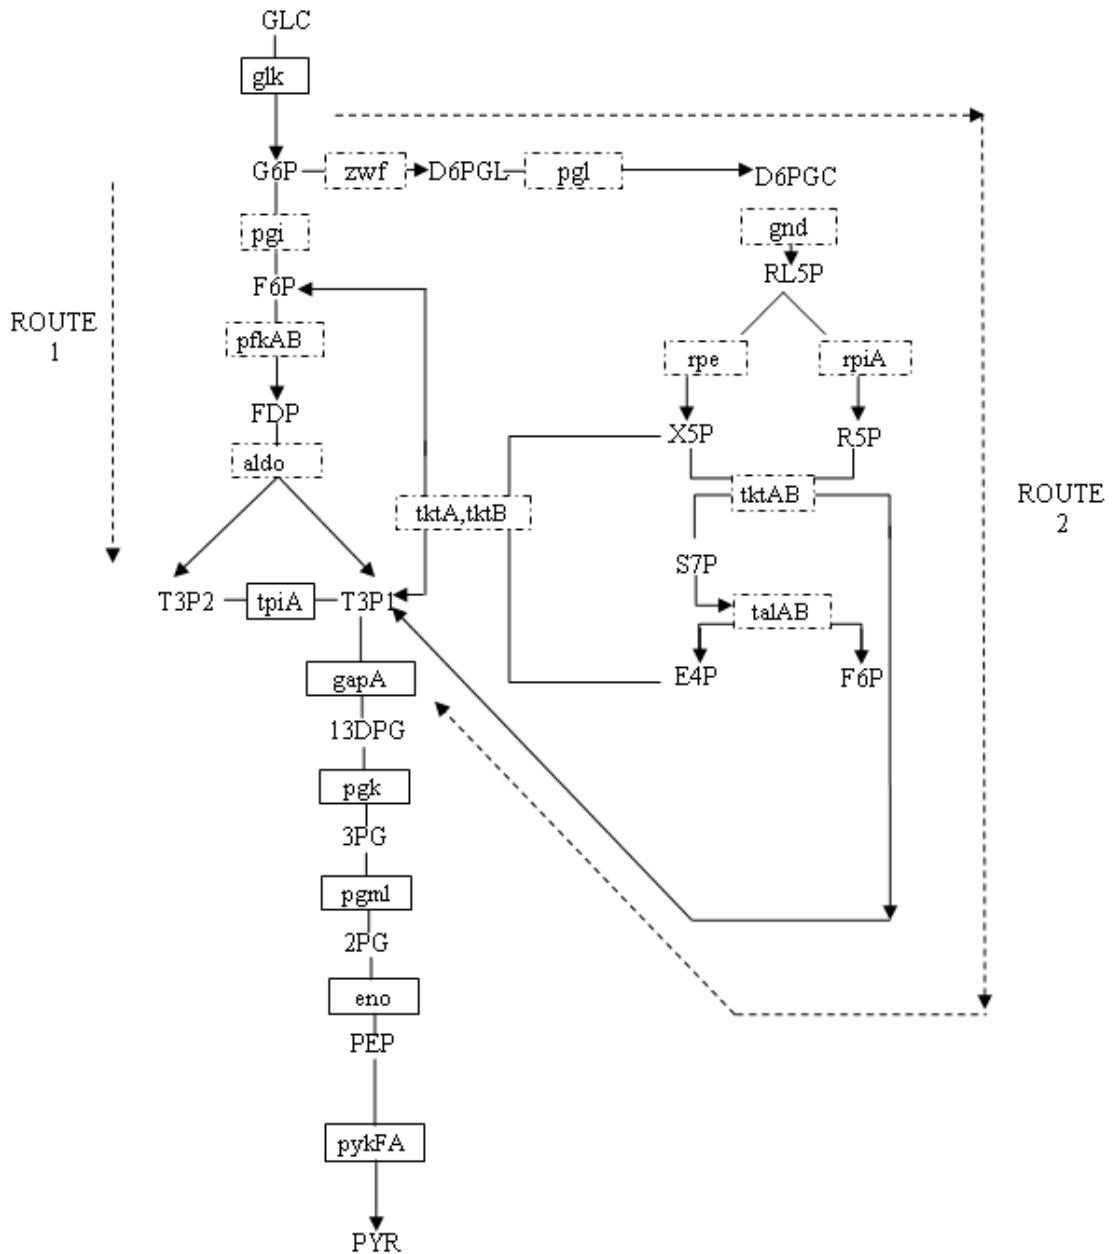 GLC
glk
G6P
zwf
D6PGL
pgl
D6PGC
pgi
gnd
F6P
RL5P
ROUTE
1
pfkAB
rpe
rpiA
FDP
X5P
R5P
aldo
tktA,tktB
tktAB
ROUTE
2
S7P
T3P2
tpiA
T3P1
talAB
gapA
E4P
F6P
13DPG
pgk
3PG
pgml
2PG
eno
PEP
pykFA
PYR